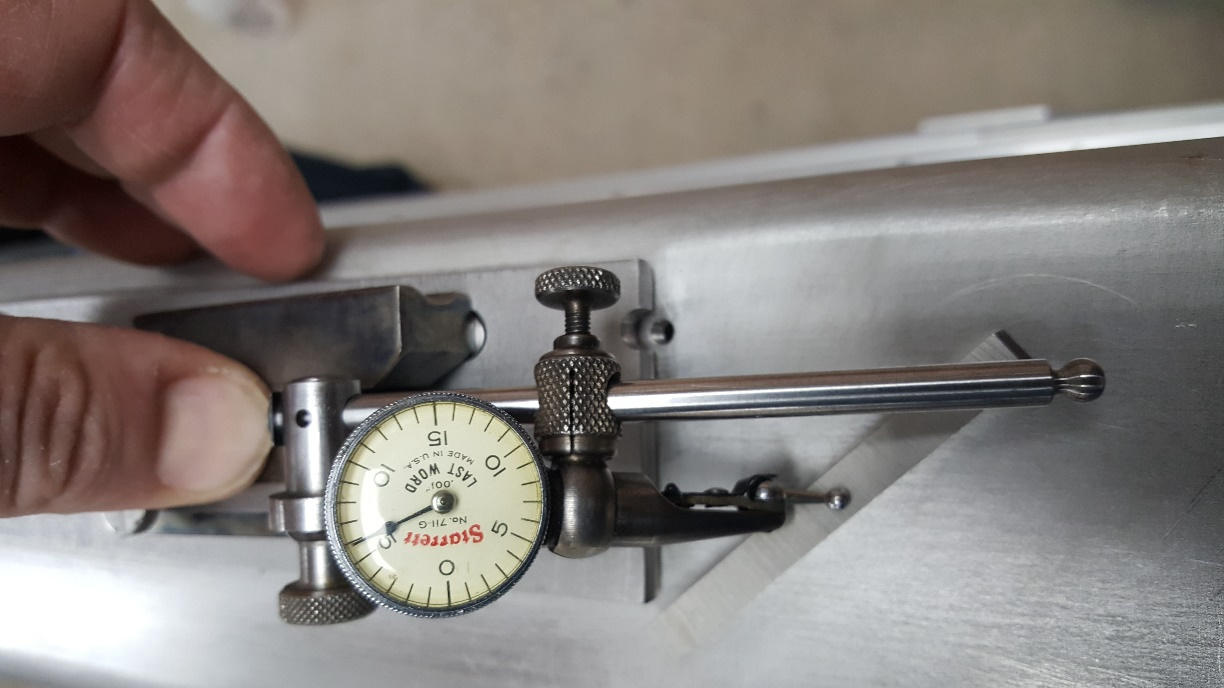 0
5 5
Starrett
No. 711-G
.001"
LAST WORD
MADE IN U.S.A.
10 10
15